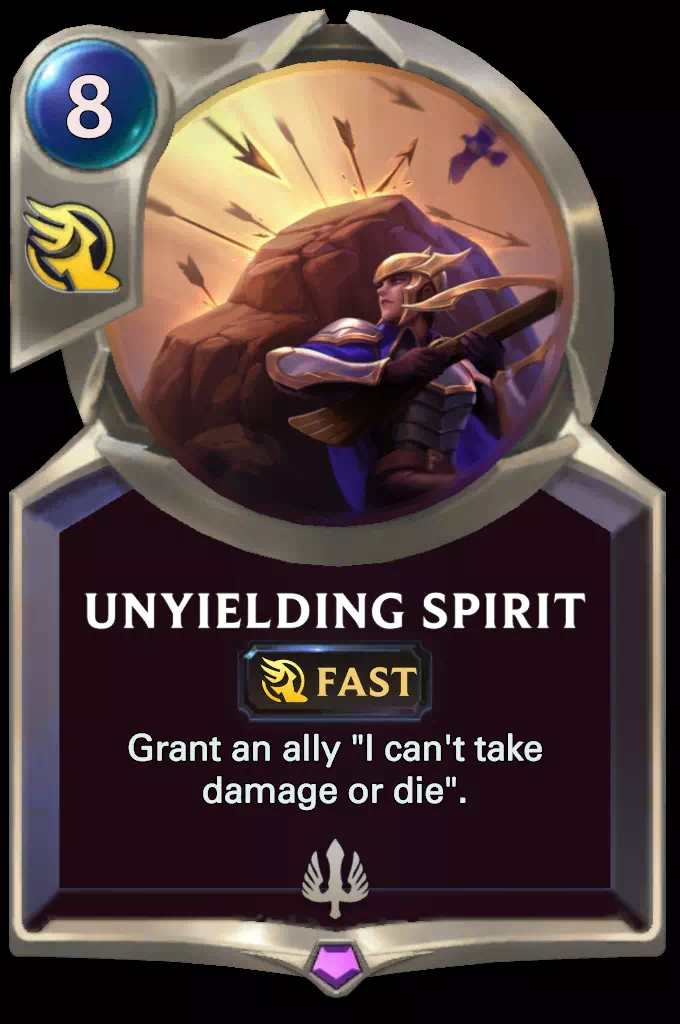 8
UNYIELDING SPIRIT
FAST
Grant an ally "I can't take
damage or die".